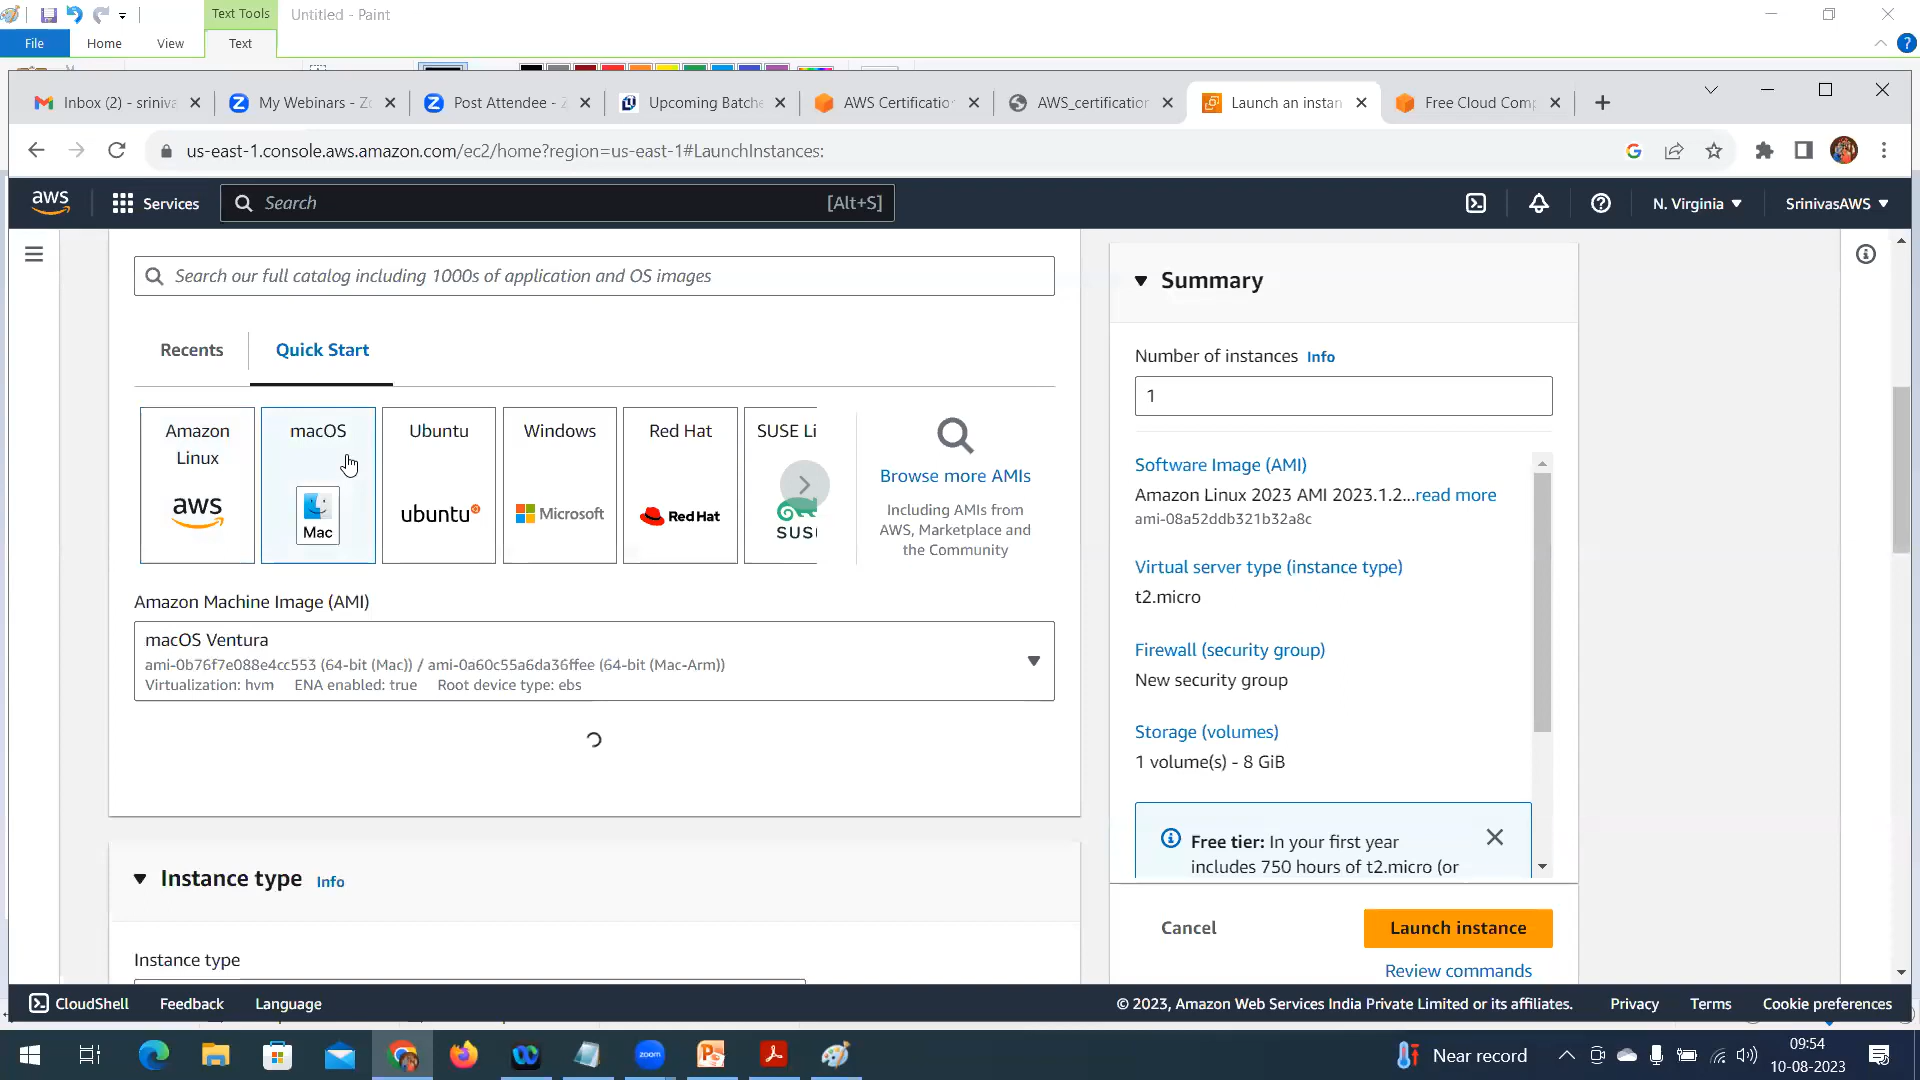 Text Tools
Untitled - Paint
File
Home
View
Text
Inbox (2) - sriniva
My Webinars - Z
Post Attendee - Z
Upcoming Batche
AWS Certificatio
AWS_certification
Launch an instan
Free Cloud Comp
us-east-1.console.aws.amazon.com/ec2/home?region=us-east-1#LaunchInstances:
aws
Services
Search
[Alt+S]
N. Virginia
SrinivasAWS
Search our full catalog including 1000s of application and OS images
Recents
Quick Start
Amazon
Linux
aws
macOS
Mac
Ubuntu
ubuntu
Windows
Microsoft
Red Hat
Red Hat
SUSE Li
SUS
Browse more AMIs
Including AMIs from
AWS, Marketplace and
the Community
Amazon Machine Image (AMI)
macOS Ventura
ami-0b76f7e088e4cc553 (64-bit (Mac)) / ami-0a60c55a6da36ffee (64-bit (Mac-Arm))
Virtualization: hvm ENA enabled: true Root device type: ebs
Instance type Info
Instance type
Summary
Number of instances Info
1
Software Image (AMI)
Amazon Linux 2023 AMI 2023.1.2...read more
ami-08a52ddb321b32a8c
Virtual server type (instance type)
t2.micro
Firewall (security group)
New security group
Storage (volumes)
1 volume(s) - 8 GiB
Free tier: In your first year
includes 750 hours of t2.micro (or
Cancel
Launch instance
Review commands
CloudShell
Feedback
Language
© 2023, Amazon Web Services India Private Limited or its affiliates.
Privacy
Terms
Cookie preferences
zoom
Near record
09:54
10-08-2023